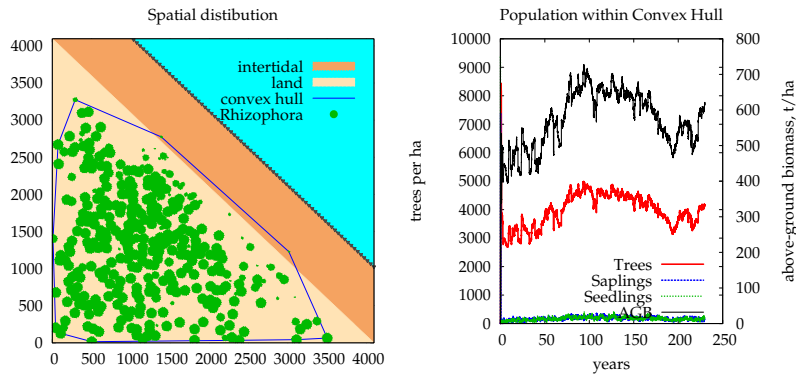 Spatial distibution
4000
3500
3000
2500
2000
1500
1000
500
0
0 500 1000 1500 2000 2500 3000 3500 4000
intertidal
land
convex hull
Rhizophora
Population within Convex Hull
10000
9000
8000
7000
6000
5000
4000
3000
2000
1000
0
trees per ha
800
700
600
500
400
300
200
100
0
above-ground biomass, t/ha
Trees
Saplings
Seedlings
AGB
0 50 100 150 200 250
years